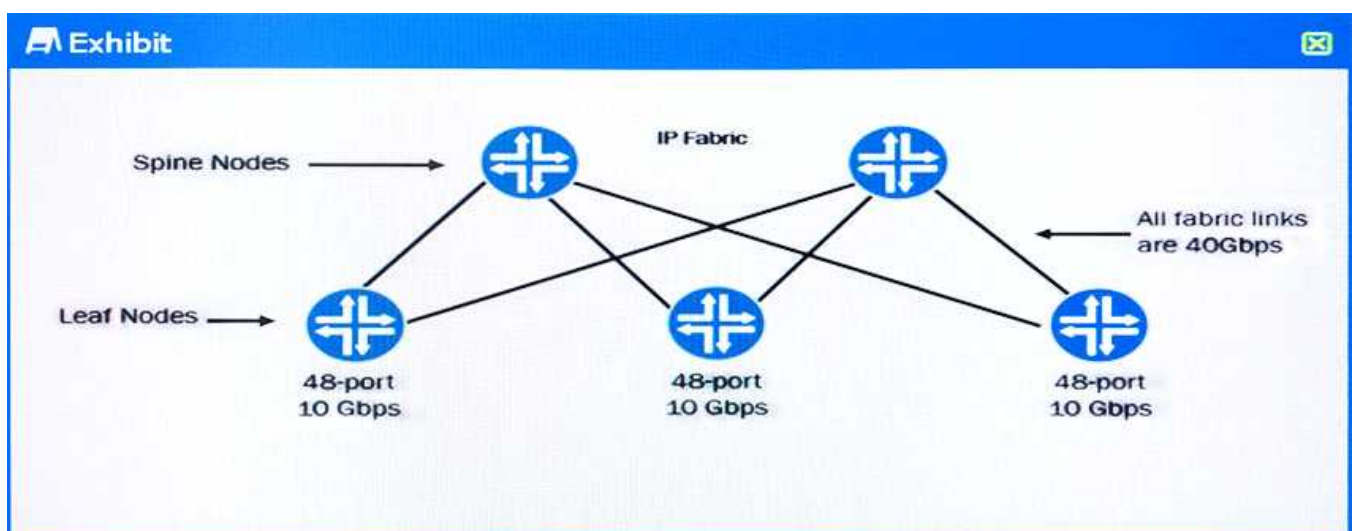 Exhibit
IP Fabric
Spine Nodes
All fabric links
are 40Gbps
Leaf Nodes
48-port
10 Gbps
48-port
10 Gbps
48-port
10 Gbps